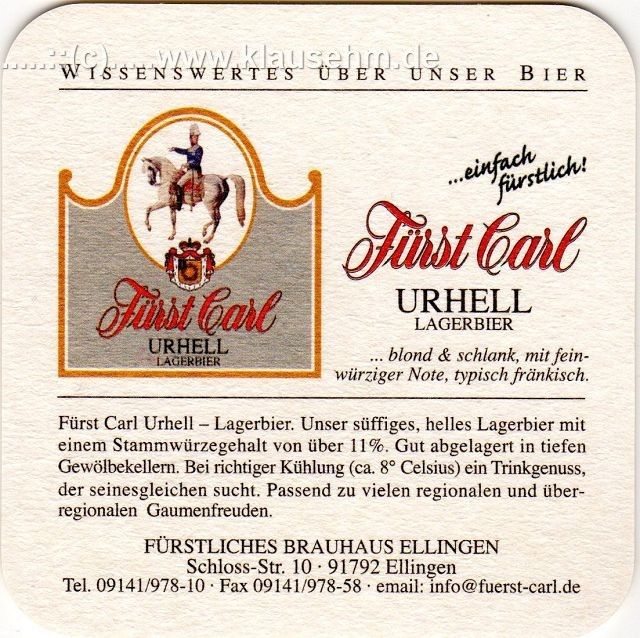 .....::(c).....www.klausehm.de
WISSENSWERTES ÜBER UNSER BIER
...einfach
fürstlich!
Fürst Carl
URHELL
LAGERBIER
Fürst Carl
URHELL
LAGERBIER
... blond & schlank, mit fein-
würziger Note, typisch fränkisch.
Fürst Carl Urhell – Lagerbier. Unser süffiges, helles Lagerbier mit
einem Stammwürzegehalt von über 11%. Gut abgelagert in tiefen
Gewölbekellern. Bei richtiger Kühlung (ca. 8° Celsius) ein Trinkgenuss,
der seinesgleichen sucht. Passend zu vielen regionalen und über-
regionalen Gaumenfreuden.
FÜRSTLICHES BRAUHAUS ELLINGEN
Schloss-Str. 10 · 91792 Ellingen
Tel. 09141/978-10 · Fax 09141/978-58 · email: info@fuerst-carl.de